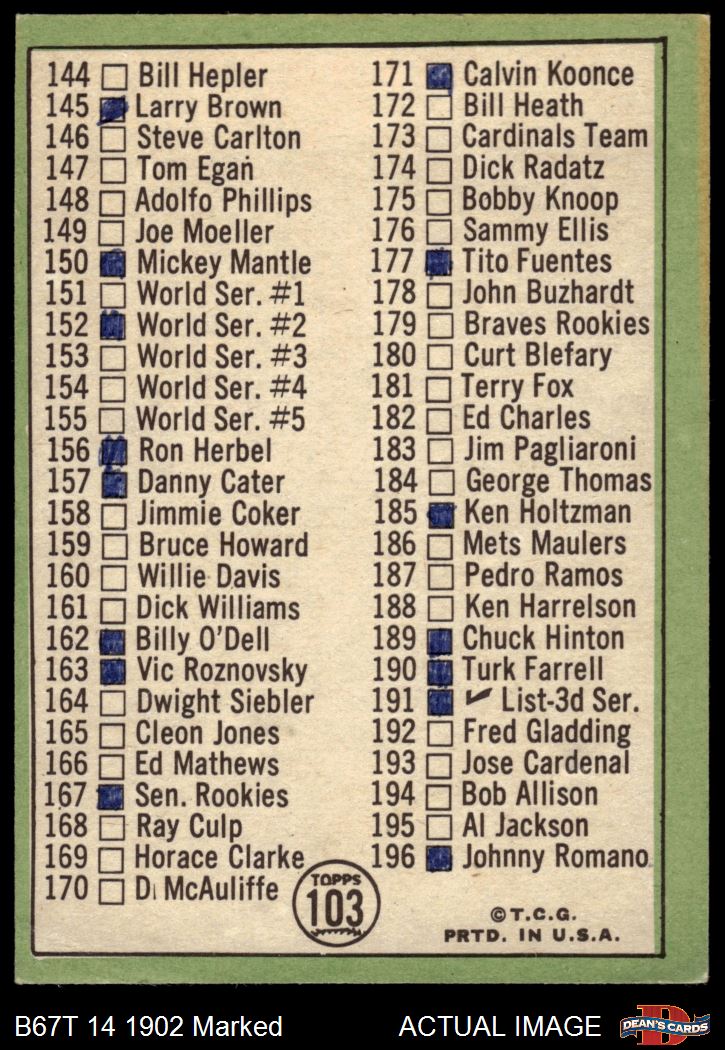 144 Bill Hepler
145 Larry Brown
146 Steve Carlton
147 Tom Egan
148 Adolfo Phillips
149 Joe Moeller
150 Mickey Mantle
151 World Ser. #1
152 World Ser. #2
153 World Ser. #3
154 World Ser. #4
155 World Ser. #5
156 Ron Herbel
157 Danny Cater
158 Jimmie Coker
159 Bruce Howard
160 Willie Davis
161 Dick Williams
162 Billy O'Dell
163 Vic Roznovsky
164 Dwight Siebler
165 Cleon Jones
166 Ed Mathews
167 Sen. Rookies
168 Ray Culp
169 Horace Clarke
170 D. McAuliffe
171 Calvin Koonce
172 Bill Heath
173 Cardinals Team
174 Dick Radatz
175 Bobby Knoop
176 Sammy Ellis
177 Tito Fuentes
178 John Buzhardt
179 Braves Rookies
180 Curt Blefary
181 Terry Fox
182 Ed Charles
183 Jim Pagliaroni
184 George Thomas
185 Ken Holtzman
186 Mets Maulers
187 Pedro Ramos
188 Ken Harrelson
189 Chuck Hinton
190 Turk Farrell
191 ✓ List-3d Ser.
192 Fred Gladding
193 Jose Cardenal
194 Bob Allison
195 Al Jackson
196 Johnny Romano
TOPPS
103
© T.C.G.
PRTD. IN U.S.A.
B67T 14 1902 Marked
ACTUAL IMAGE
D
DEAN'S CARDS